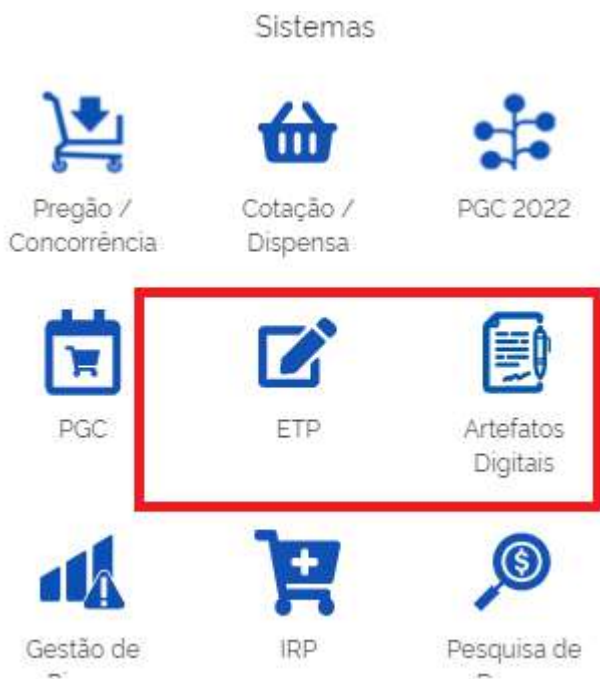 Sistemas
Pregão / Cotação / PGC 2022
Concorrência Dispensa
PGC ETP Artefatos
Digitais
Gestão de IRP Pesquisa de